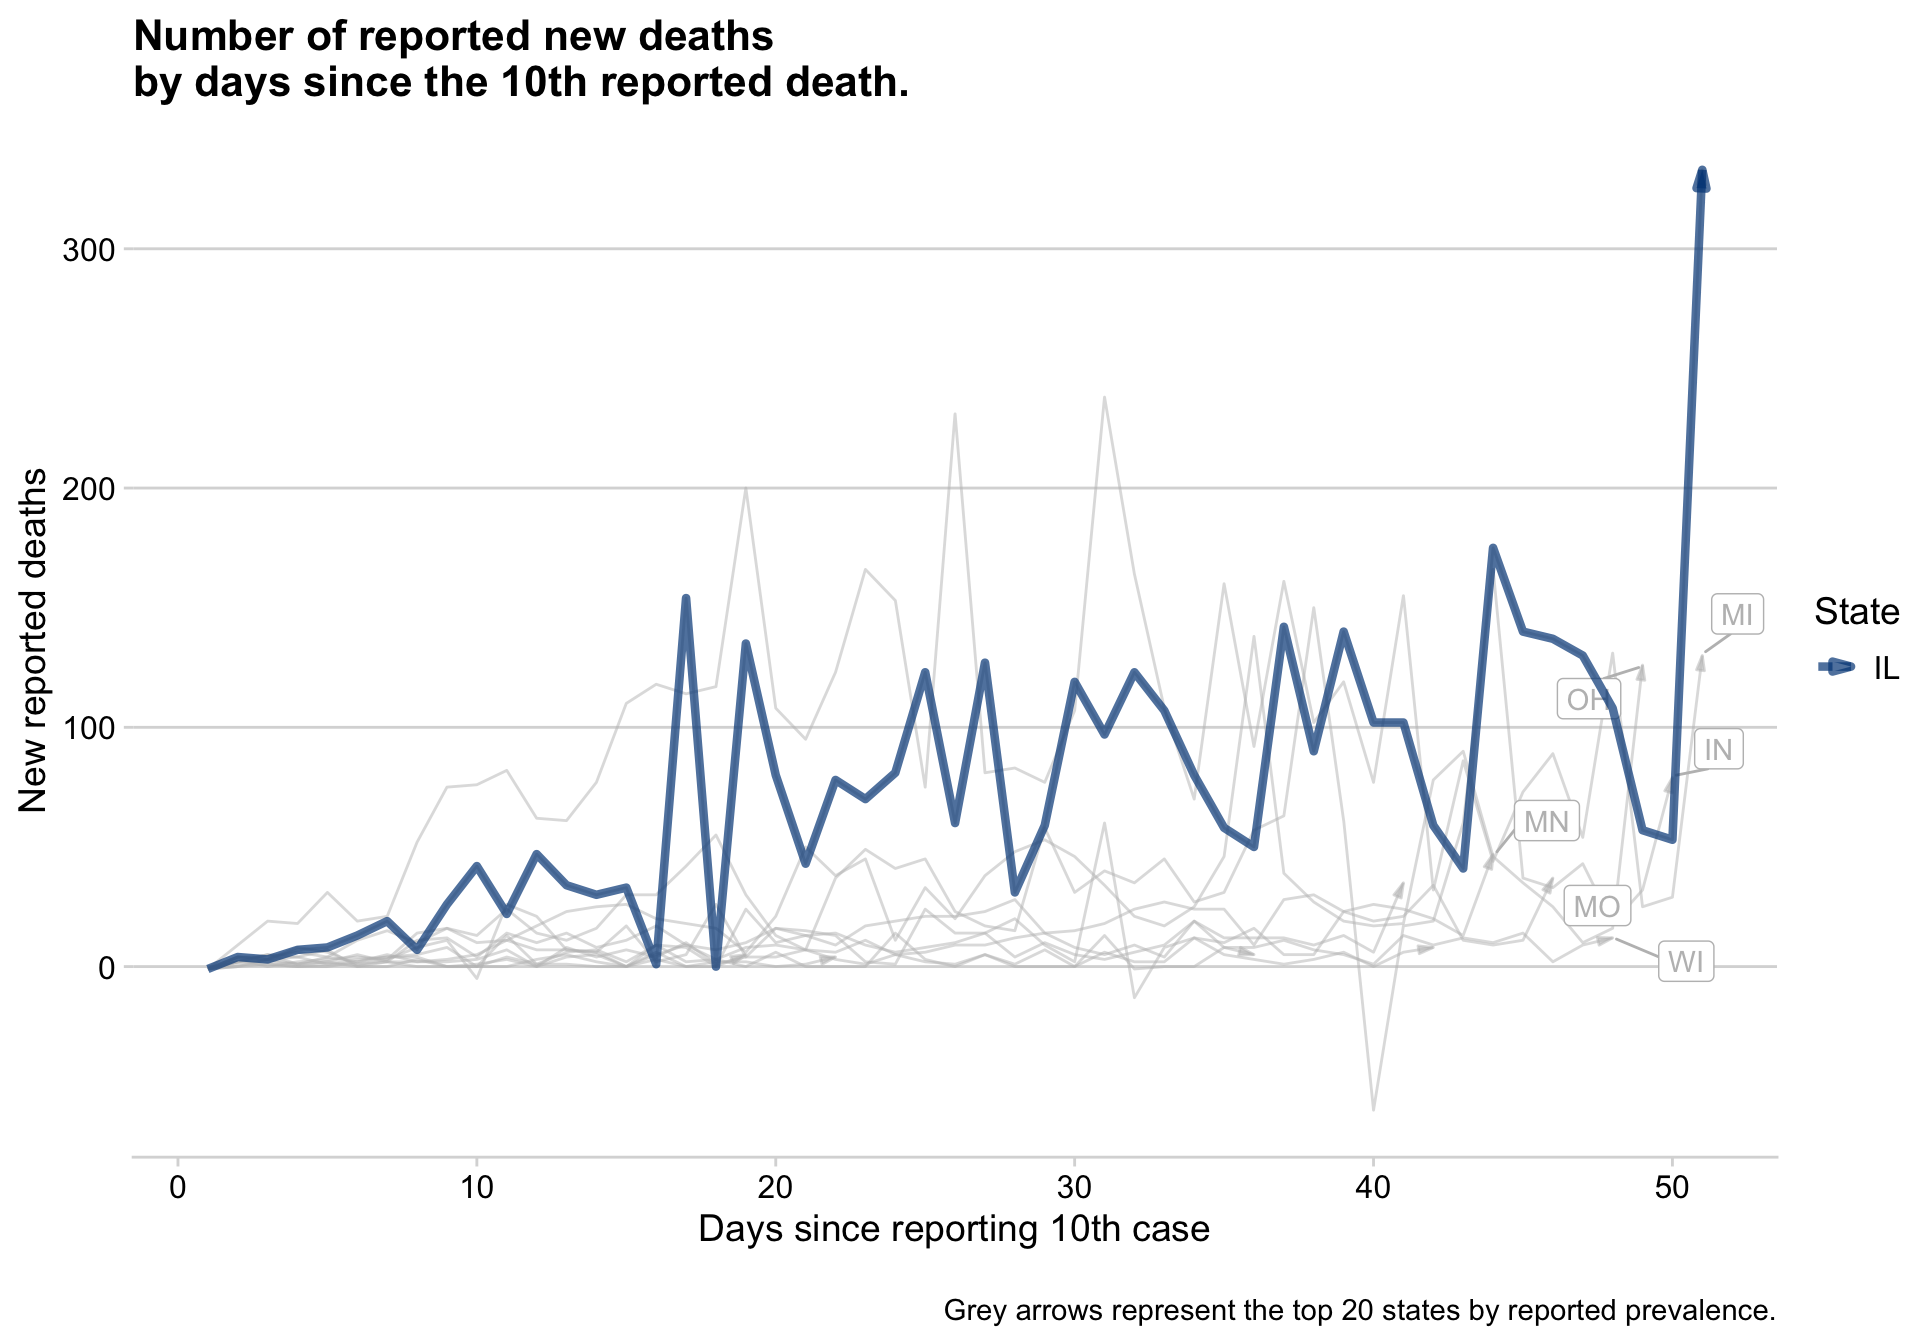 Number of reported new deaths
by days since the 10th reported death.
300
200
100
0
New reported deaths
MI
OH
IN
MN
MO
WI
State
IL
0 10 20 30 40 50
Days since reporting 10th case
Grey arrows represent the top 20 states by reported prevalence.